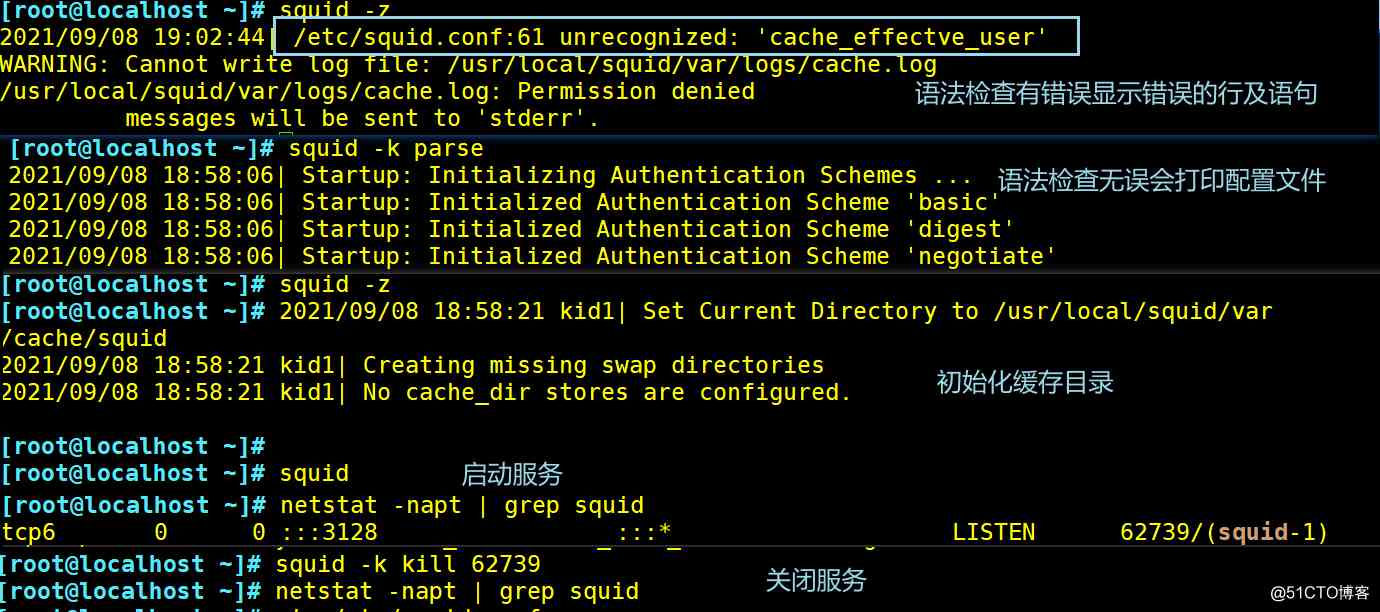 [root@localhost ~]# squid -z
2021/09/08 19:02:44| /etc/squid.conf:61 unrecognized: 'cache_effectve_user'
WARNING: Cannot write log file: /usr/local/squid/var/logs/cache.log
/usr/local/squid/var/logs/cache.log: Permission denied
语法检查有错误显示错误的行及语句
messages will be sent to 'stderr'.
[root@localhost ~]# squid -k parse
2021/09/08 18:58:06| Startup: Initializing Authentication Schemes ...
语法检查无误会打印配置文件
2021/09/08 18:58:06| Startup: Initialized Authentication Scheme 'basic'
2021/09/08 18:58:06| Startup: Initialized Authentication Scheme 'digest'
2021/09/08 18:58:06| Startup: Initialized Authentication Scheme 'negotiate'
[root@localhost ~]# squid -z
[root@localhost ~]# 2021/09/08 18:58:21 kid1| Set Current Directory to /usr/local/squid/var
/cache/squid
2021/09/08 18:58:21 kid1| Creating missing swap directories
2021/09/08 18:58:21 kid1| No cache_dir stores are configured.
初始化缓存目录
[root@localhost ~]#
[root@localhost ~]# squid
启动服务
[root@localhost ~]# netstat -napt | grep squid
tcp6 0 0 :::3128 :::* LISTEN 62739/(squid-1)
[root@localhost ~]# squid -k kill 62739
关闭服务
[root@localhost ~]# netstat -napt | grep squid
@51CTO博客